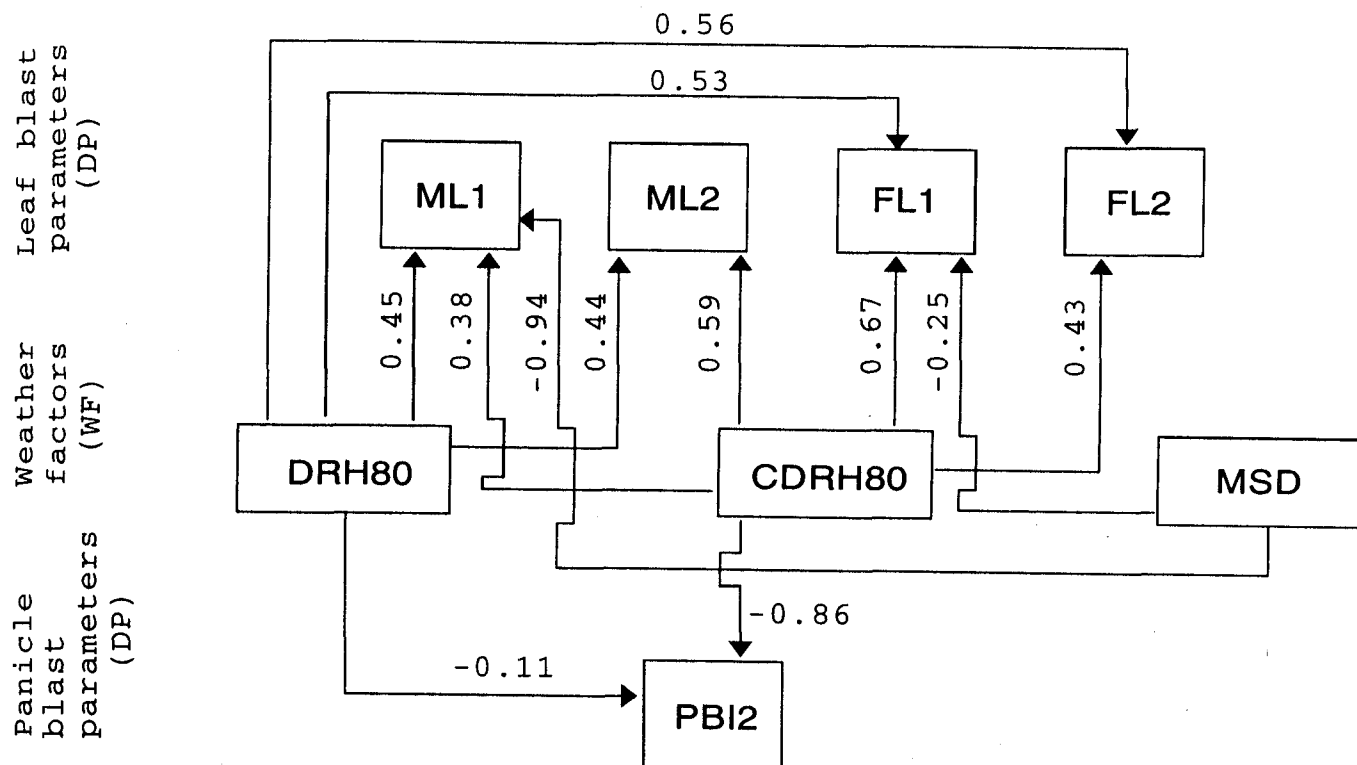 0.56
0.53
Leaf blast
parameters
(DP)
ML1
ML2
FL1
FL2
0.45
0.38
-0.94
0.44
0.59
0.67
-0.25
0.43
Weather
factors
(WF)
DRH80
CDRH80
MSD
Panicle
blast
parameters
(DP)
-0.86
-0.11
PBI2